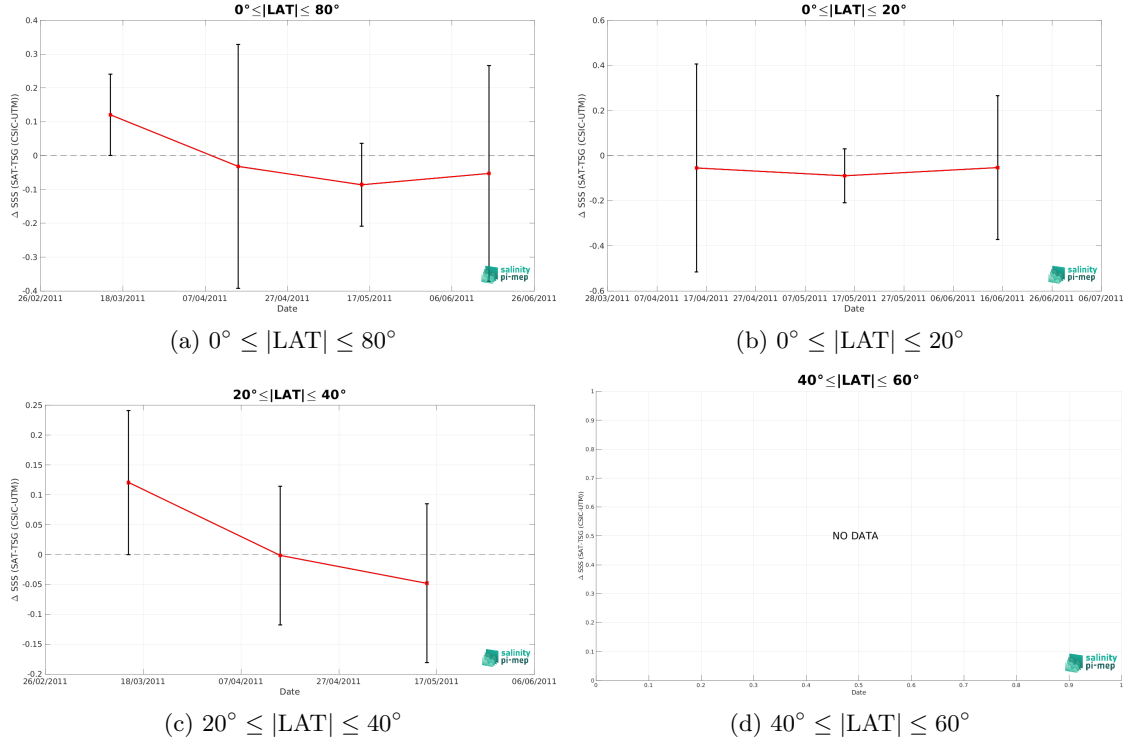 0°≤|LAT|≤ 80°
0.4
0.3
0.2
0.1
0
-0.1
-0.2
-0.3
-0.4
Δ SSS (SAT-TSG (CSIC-UTM))
26/02/2011 18/03/2011 07/04/2011 27/04/2011 17/05/2011 06/06/2011 26/06/2011
Date
salinity
pi-mep
(a) 0° ≤ |LAT| ≤ 80°
0°≤|LAT|≤ 20°
0.6
0.4
0.2
0
-0.2
-0.4
-0.6
Δ SSS (SAT-TSG (CSIC-UTM))
28/03/2011 07/04/2011 17/04/2011 27/04/2011 07/05/2011 17/05/2011 27/05/2011 06/06/2011 16/06/2011 26/06/2011 06/07/2011
Date
salinity
pi-mep
(b) 0° ≤ |LAT| ≤ 20°
20°≤|LAT|≤ 40°
0.25
0.2
0.15
0.1
0.05
0
-0.05
-0.1
-0.15
-0.2
Δ SSS (SAT-TSG (CSIC-UTM))
26/02/2011 18/03/2011 07/04/2011 27/04/2011 17/05/2011 06/06/2011
Date
salinity
pi-mep
(c) 20° ≤ |LAT| ≤ 40°
40°≤|LAT|≤ 60°
1
0.9
0.8
0.7
0.6
0.5
0.4
0.3
0.2
0.1
0
Δ SSS (SAT-TSG (CSIC-UTM))
NO DATA
0 0.1 0.2 0.3 0.4 0.5 0.6 0.7 0.8 0.9 1
Date
salinity
pi-mep
(d) 40° ≤ |LAT| ≤ 60°